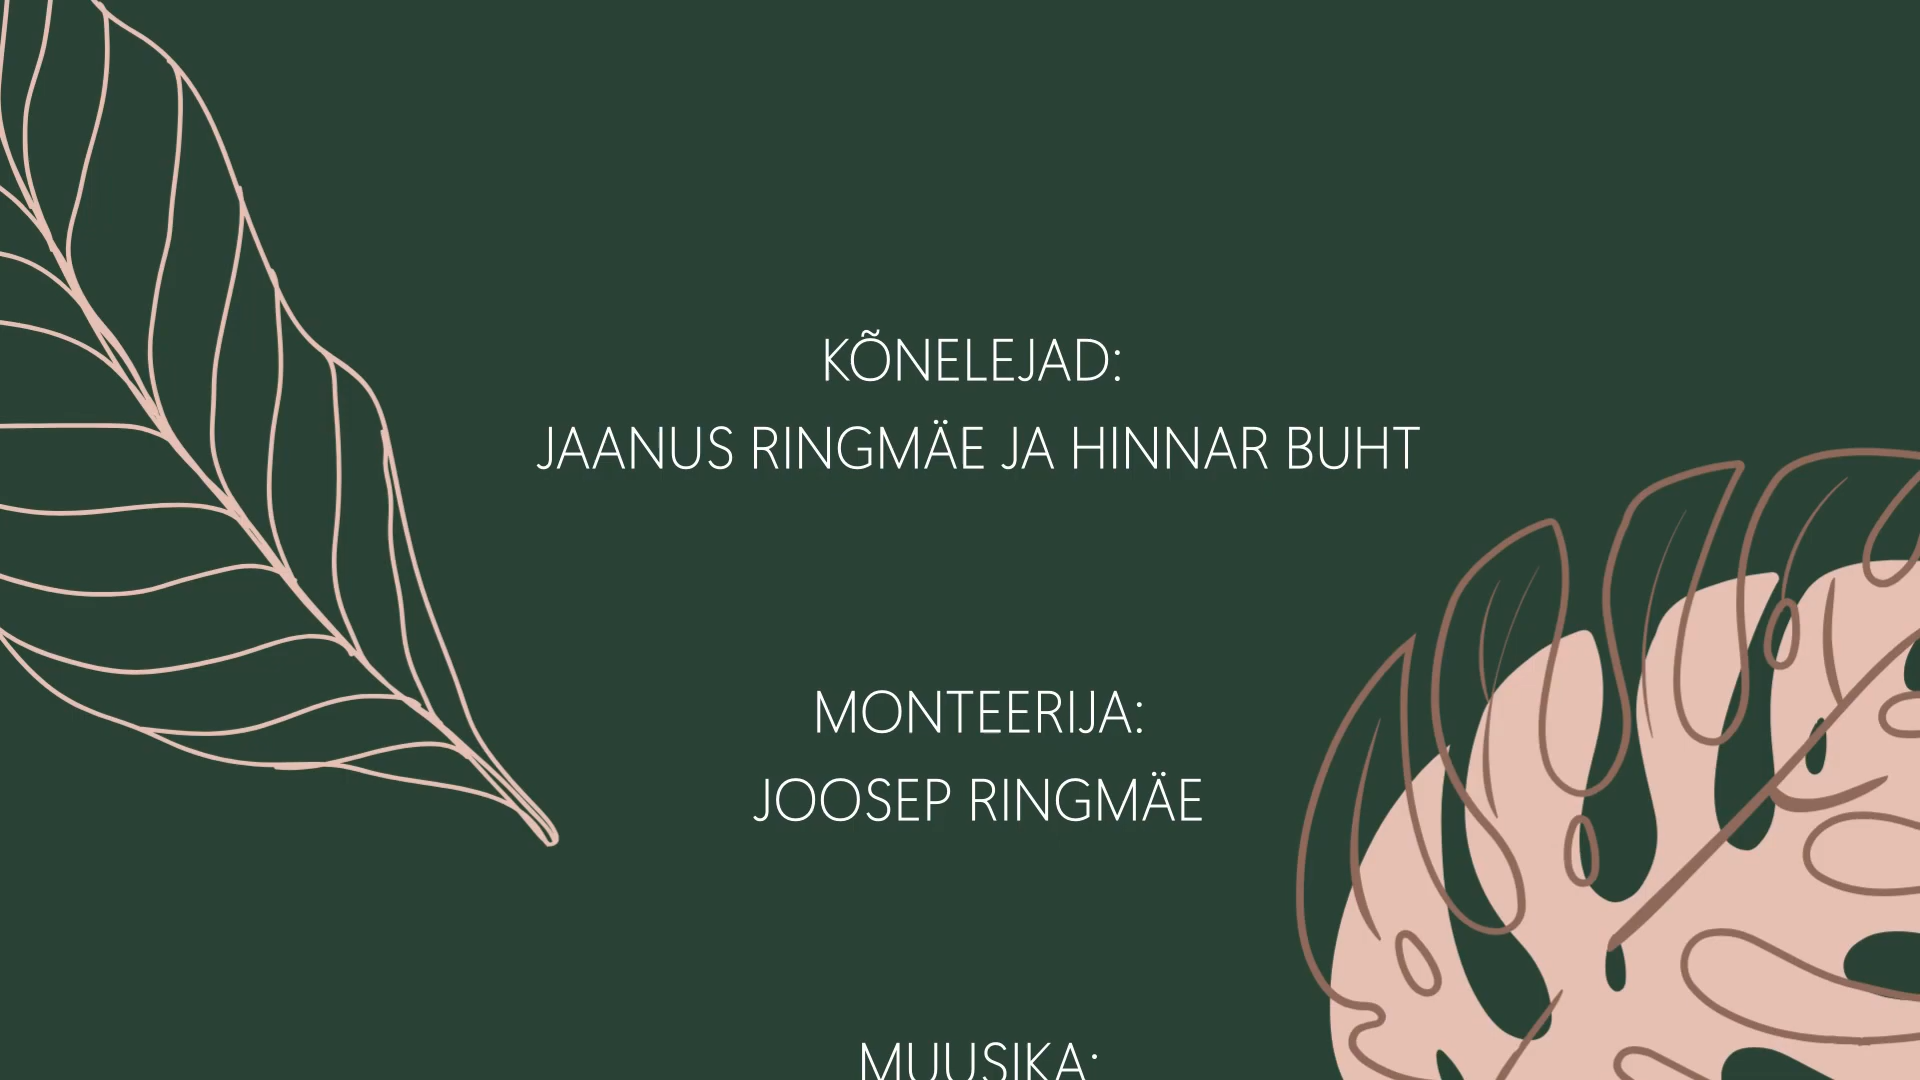 KÕNELEJAD:
JAANUS RINGMÄE JA HINNAR BUHT
MONTEERIJA:
JOOSEP RINGMÄE
MUUSIKA: